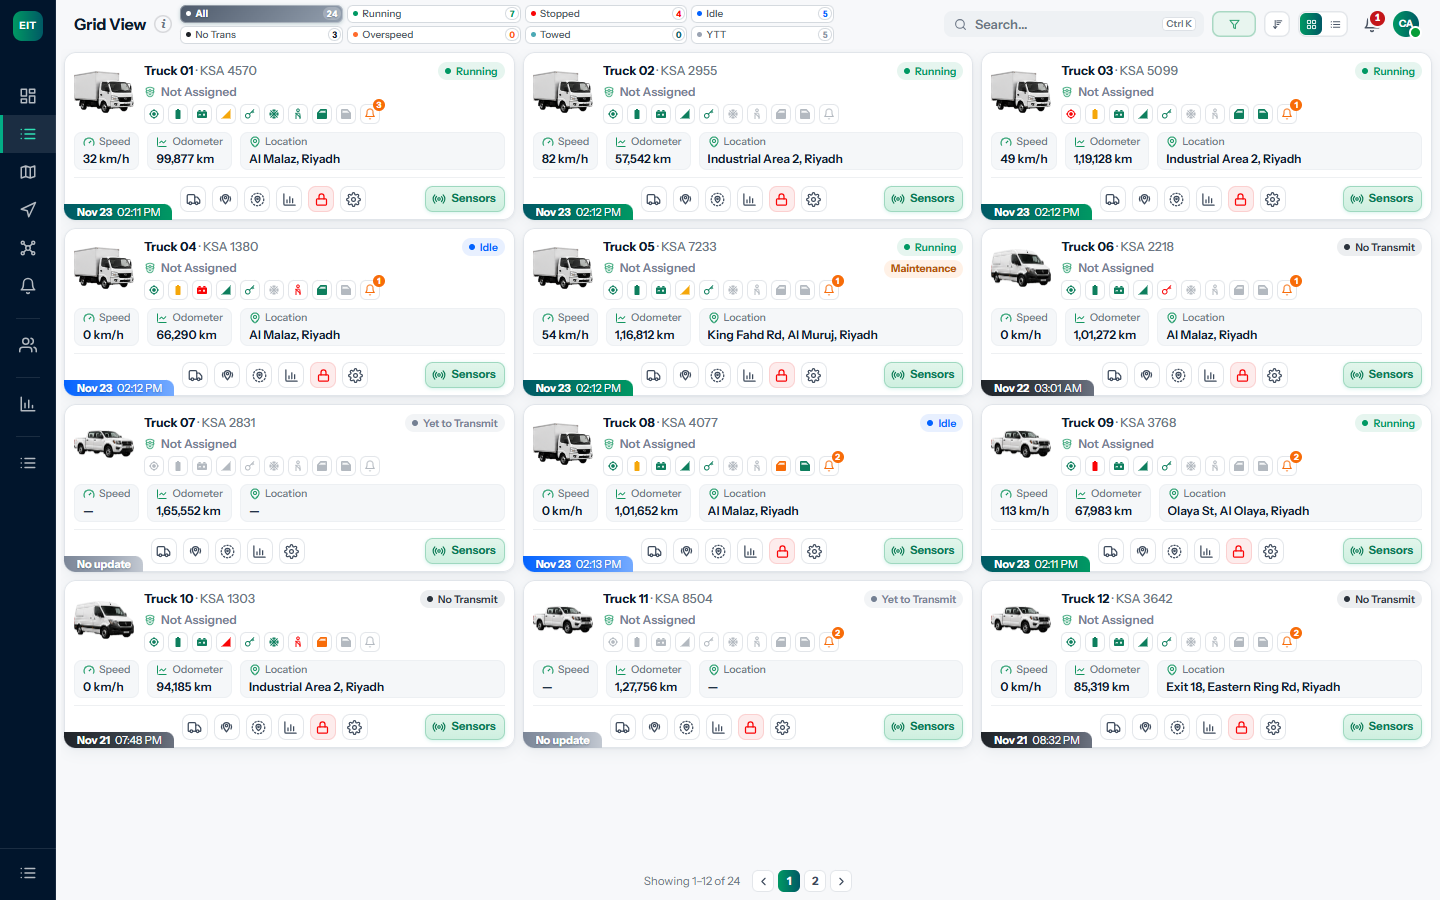 EIT
Grid View
i
All 24
Running 7
Stopped 4
Idle 5
No Trans 3
Overspeed 0
Towed 0
YTT 5
Search...
Ctrl K
1
CA
Truck 01 · KSA 4570
Running
Not Assigned
3
Speed
32 km/h
Odometer
99,877 km
Location
Al Malaz, Riyadh
Nov 23 02:11 PM
Sensors
Truck 02 · KSA 2955
Running
Not Assigned
Speed
82 km/h
Odometer
57,542 km
Location
Industrial Area 2, Riyadh
Nov 23 02:12 PM
Sensors
Truck 03 · KSA 5099
Running
Not Assigned
1
Speed
49 km/h
Odometer
1,19,128 km
Location
Industrial Area 2, Riyadh
Nov 23 02:12 PM
Sensors
Truck 04 · KSA 1380
Idle
Not Assigned
1
Speed
0 km/h
Odometer
66,290 km
Location
Al Malaz, Riyadh
Nov 23 02:12 PM
Sensors
Truck 05 · KSA 7233
Running
Not Assigned
Maintenance
1
Speed
54 km/h
Odometer
1,16,812 km
Location
King Fahd Rd, Al Muruj, Riyadh
Nov 23 02:12 PM
Sensors
Truck 06 · KSA 2218
No Transmit
Not Assigned
1
Speed
0 km/h
Odometer
1,01,272 km
Location
Al Malaz, Riyadh
Nov 22 03:01 AM
Sensors
Truck 07 · KSA 2831
Yet to Transmit
Not Assigned
Speed
—
Odometer
1,65,552 km
Location
—
No update
Sensors
Truck 08 · KSA 4077
Idle
Not Assigned
2
Speed
0 km/h
Odometer
1,01,652 km
Location
Al Malaz, Riyadh
Nov 23 02:13 PM
Sensors
Truck 09 · KSA 3768
Running
Not Assigned
2
Speed
113 km/h
Odometer
67,983 km
Location
Olaya St, Al Olaya, Riyadh
Nov 23 02:11 PM
Sensors
Truck 10 · KSA 1303
No Transmit
Not Assigned
Speed
0 km/h
Odometer
94,185 km
Location
Industrial Area 2, Riyadh
Nov 21 07:48 PM
Sensors
Truck 11 · KSA 8504
Yet to Transmit
Not Assigned
2
Speed
—
Odometer
1,27,756 km
Location
—
No update
Sensors
Truck 12 · KSA 3642
No Transmit
Not Assigned
2
Speed
0 km/h
Odometer
85,319 km
Location
Exit 18, Eastern Ring Rd, Riyadh
Nov 21 08:32 PM
Sensors
Showing 1–12 of 24
1
2